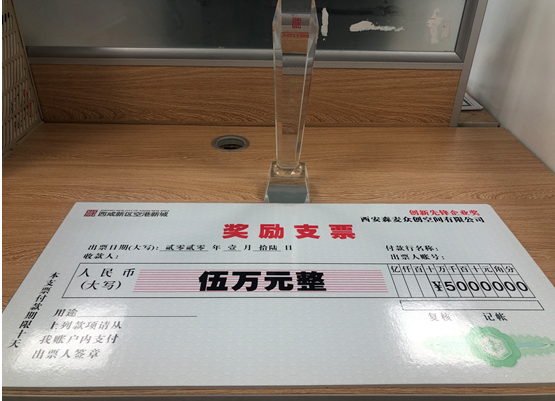 西咸新区空港新城
创新先锋企业奖
西安森麦众创空间有限公司
奖励支票
出票日期(大写): 贰零贰零 年 壹 月 拾陆 日
付款行名称:
收款人:
出票人账号:
人民币
(大写)
伍万元整
亿千百十万千百十元角分
¥5000000
用途
上列款项请从
我账户内支付
出票人签章
复核 记帐
本支票付款期限十天